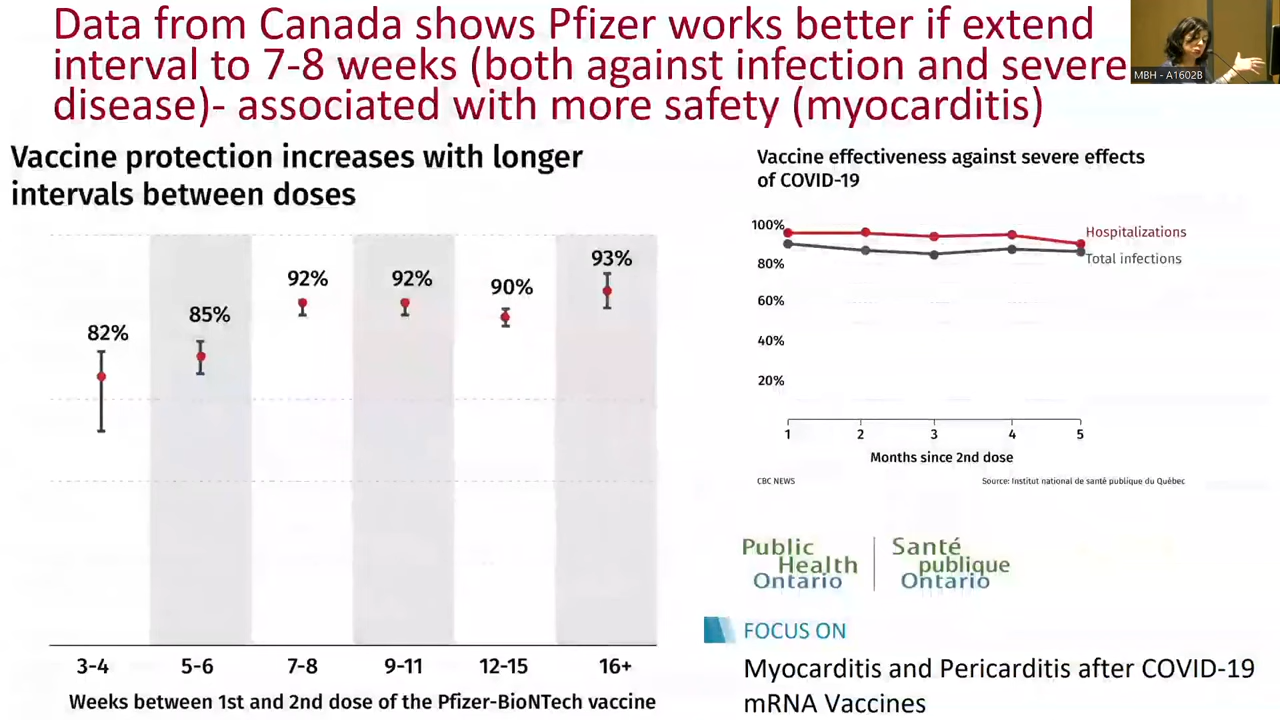 Data from Canada shows Pfizer works better if extend
interval to 7-8 weeks (both against infection and severe
disease)- associated with more safety (myocarditis)
MBH - A1602B
Vaccine protection increases with longer
intervals between doses
82%
85%
92%
92%
90%
93%
3-4
5-6
7-8
9-11
12-15
16+
Weeks between 1st and 2nd dose of the Pfizer-BioNTech vaccine
Vaccine effectiveness against severe effects
of COVID-19
100%
80%
60%
40%
20%
Hospitalizations
Total infections
1
2
3
4
5
Months since 2nd dose
CBC NEWS
Source: Institut national de santé publique du Québec
Public
Health
Ontario
Santé
publique
Ontario
FOCUS ON
Myocarditis and Pericarditis after COVID-19
mRNA Vaccines